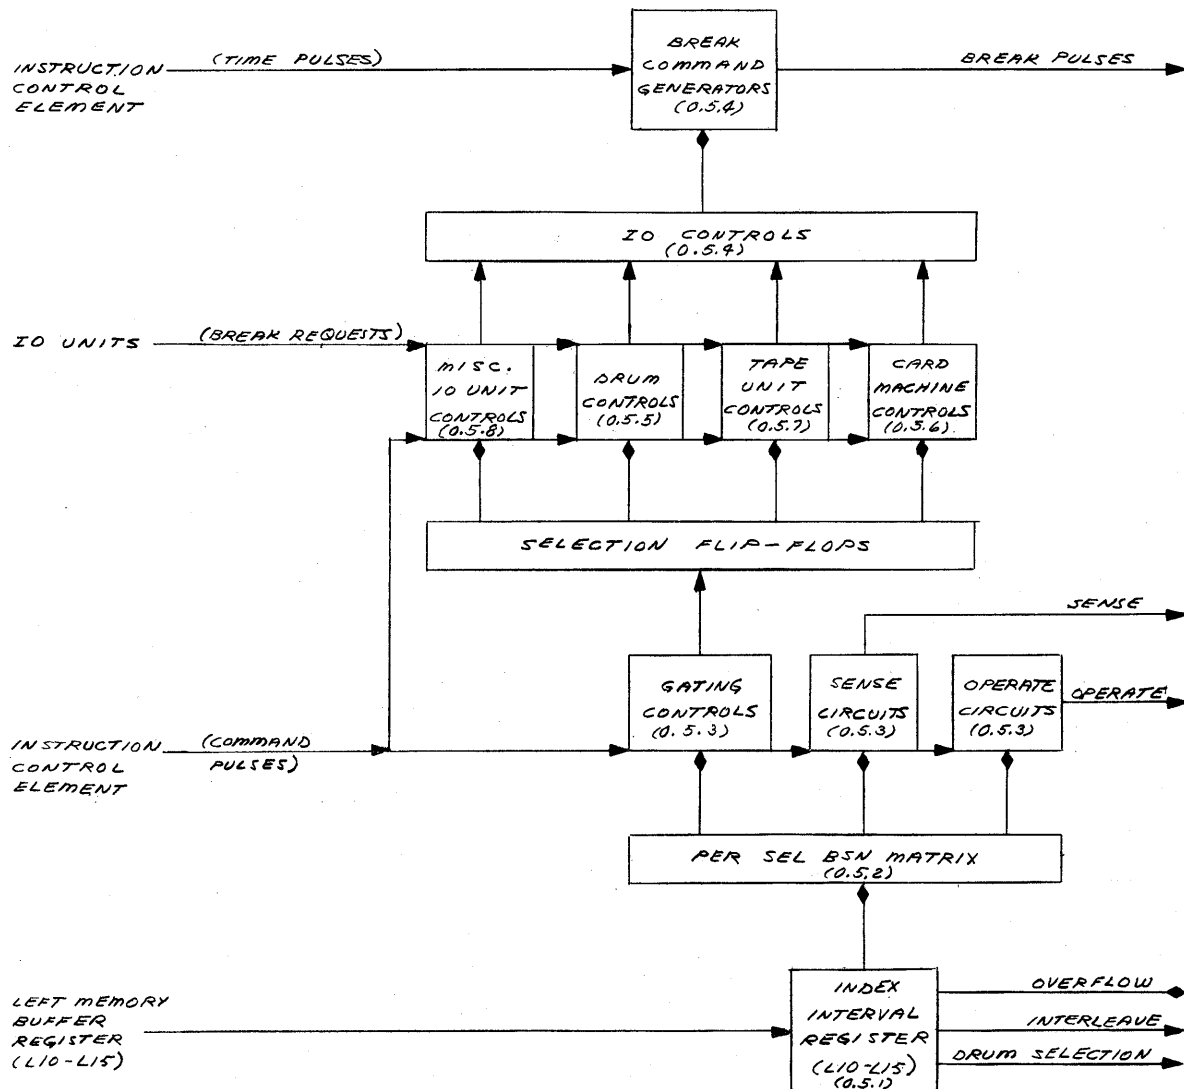 BREAK
COMMAND
GENERATORS
(0.5.4)
INSTRUCTION
CONTROL
ELEMENT
(TIME PULSES)
BREAK PULSES
IO CONTROLS
(0.5.4)
IO UNITS
(BREAK REQUESTS)
MISC.
IO UNIT
CONTROLS
(0.5.8)
DRUM
CONTROLS
(0.5.5)
TAPE
UNIT
CONTROLS
(0.5.7)
CARD
MACHINE
CONTROLS
(0.5.6)
SELECTION FLIP-FLOPS
SENSE
GATING
CONTROLS
(0.5.3)
SENSE
CIRCUITS
(0.5.3)
OPERATE
CIRCUITS
(0.5.3)
OPERATE
INSTRUCTION
CONTROL
ELEMENT
(COMMAND
PULSES)
PER SEL BSN MATRIX
(0.5.2)
LEFT MEMORY
BUFFER
REGISTER
(L10-L15)
INDEX
INTERVAL
REGISTER
(L10-L15)
(0.5.1)
OVERFLOW
INTERLEAVE
DRUM SELECTION